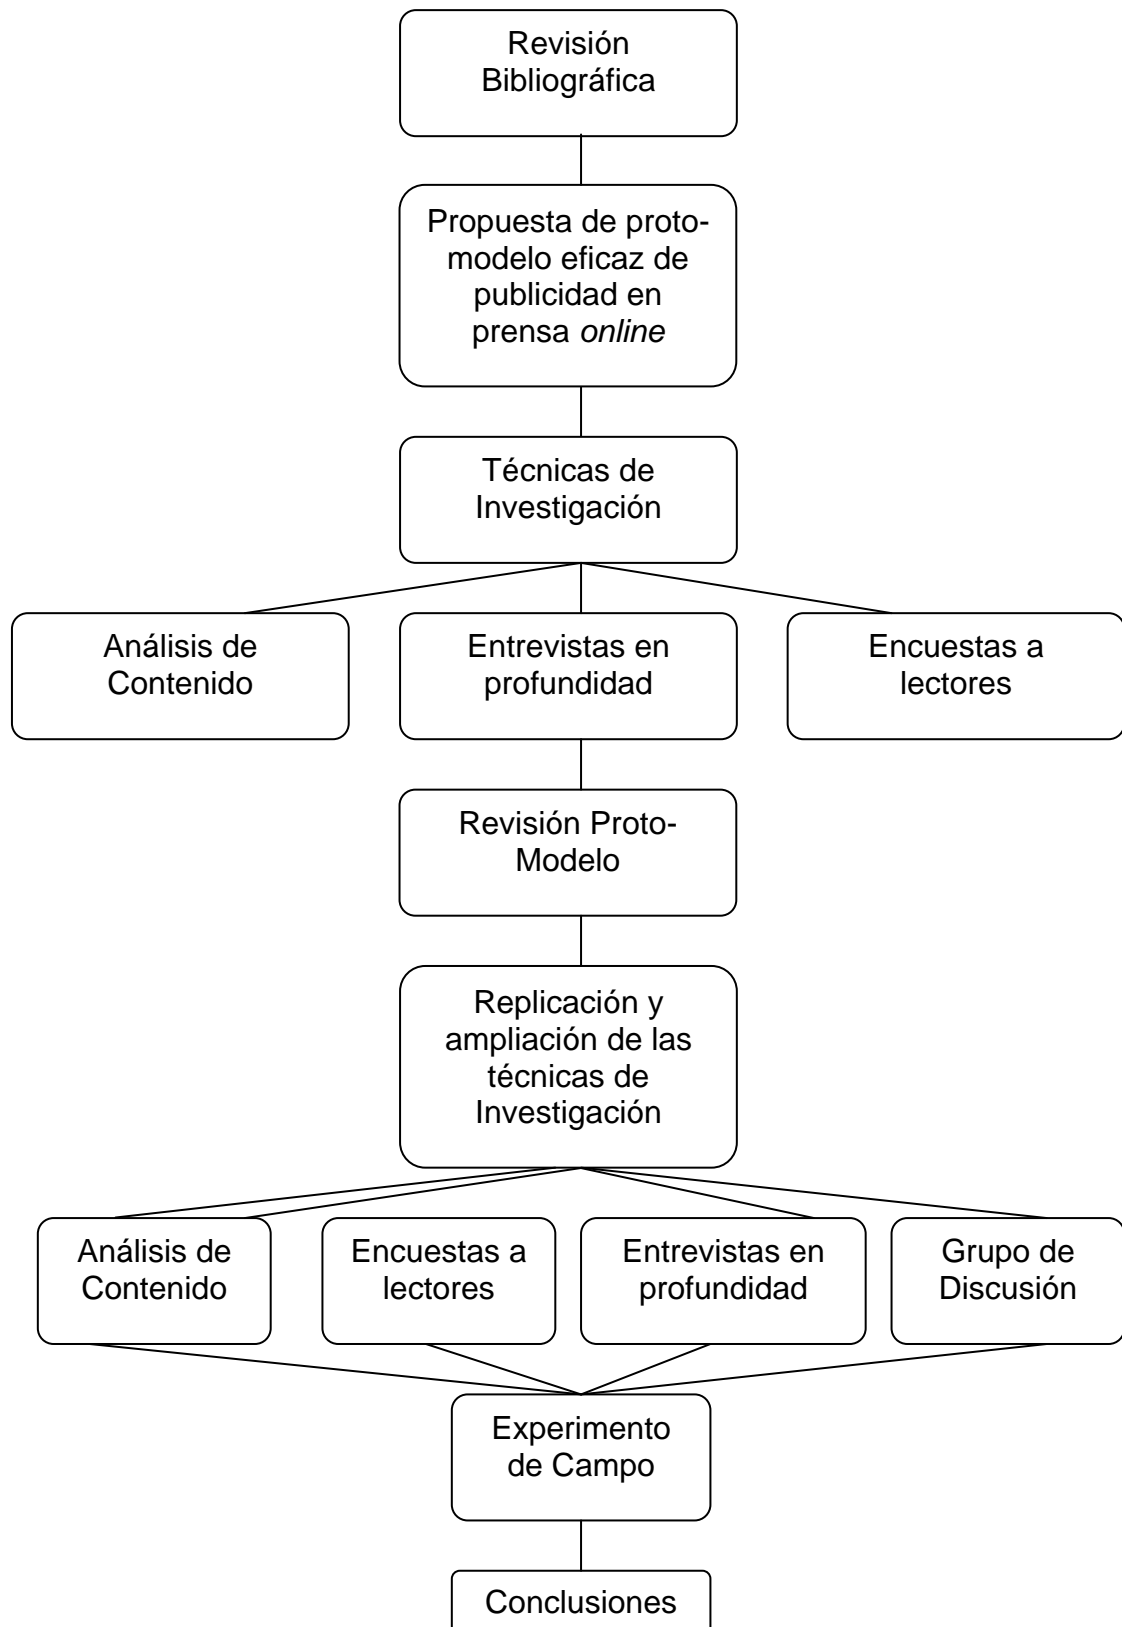 Revisión
Bibliográfica
Propuesta de proto-
modelo eficaz de
publicidad en
prensa online
Técnicas de
Investigación
Análisis de
Contenido
Entrevistas en
profundidad
Encuestas a
lectores
Revisión Proto-
Modelo
Replicación y
ampliación de las
técnicas de
Investigación
Análisis de
Contenido
Encuestas a
lectores
Entrevistas en
profundidad
Grupo de
Discusión
Experimento
de Campo
Conclusiones